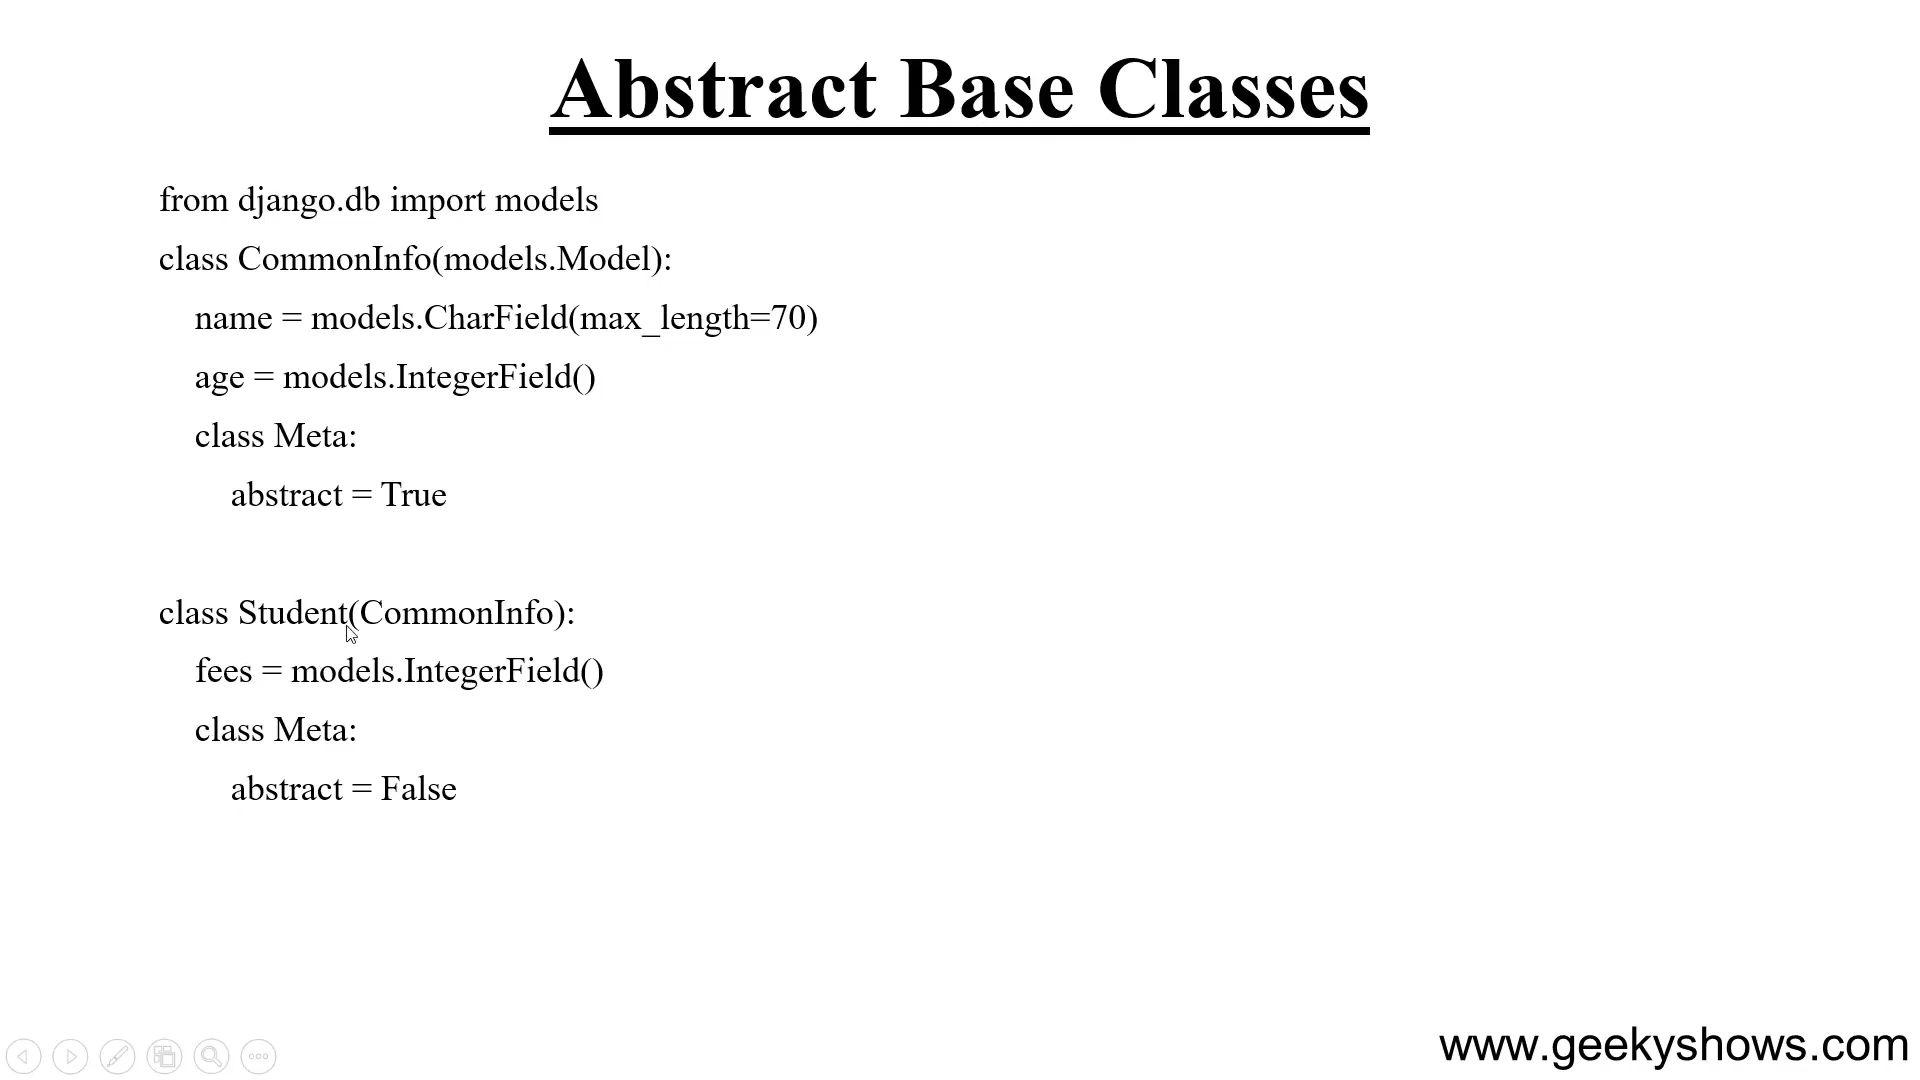 Abstract Base Classes
from django.db import models
class CommonInfo(models.Model):
name = models.CharField(max_length=70)
age = models.IntegerField()
class Meta:
abstract = True
class Student(CommonInfo):
fees = models.IntegerField()
class Meta:
abstract = False
www.geekyshows.com